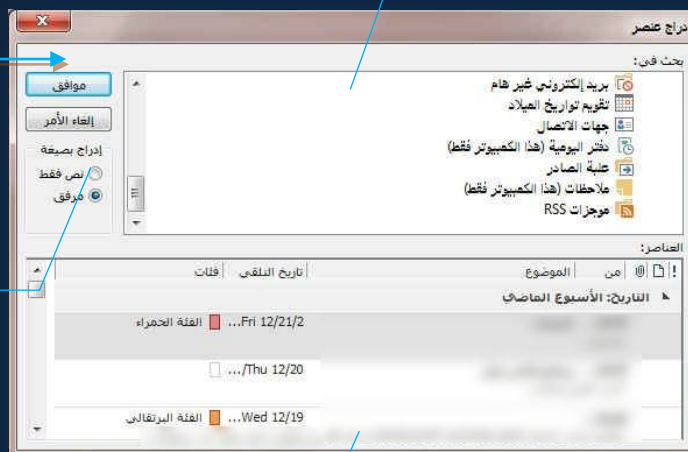 دراج عنصر
بحث في:
بريد إلكتروني غير هام
تقويم تواريخ الميلاد
جهات الاتصال
دفتر اليومية (هذا الكمبيوتر فقط)
علبة الصادر
ملاحظات (هذا الكمبيوتر فقط)
موجزات RSS
موافق
إلغاء الأمر
إدراج بصيغة
نص فقط
مرفق
العناصر:
! من الموضوع تاريخ التلقي فئات
التاريخ: الأسبوع الماضي
Fri 12/21/2... الفئة الحمراء
Thu 12/20/...
Wed 12/19... الفئة البرتقالي